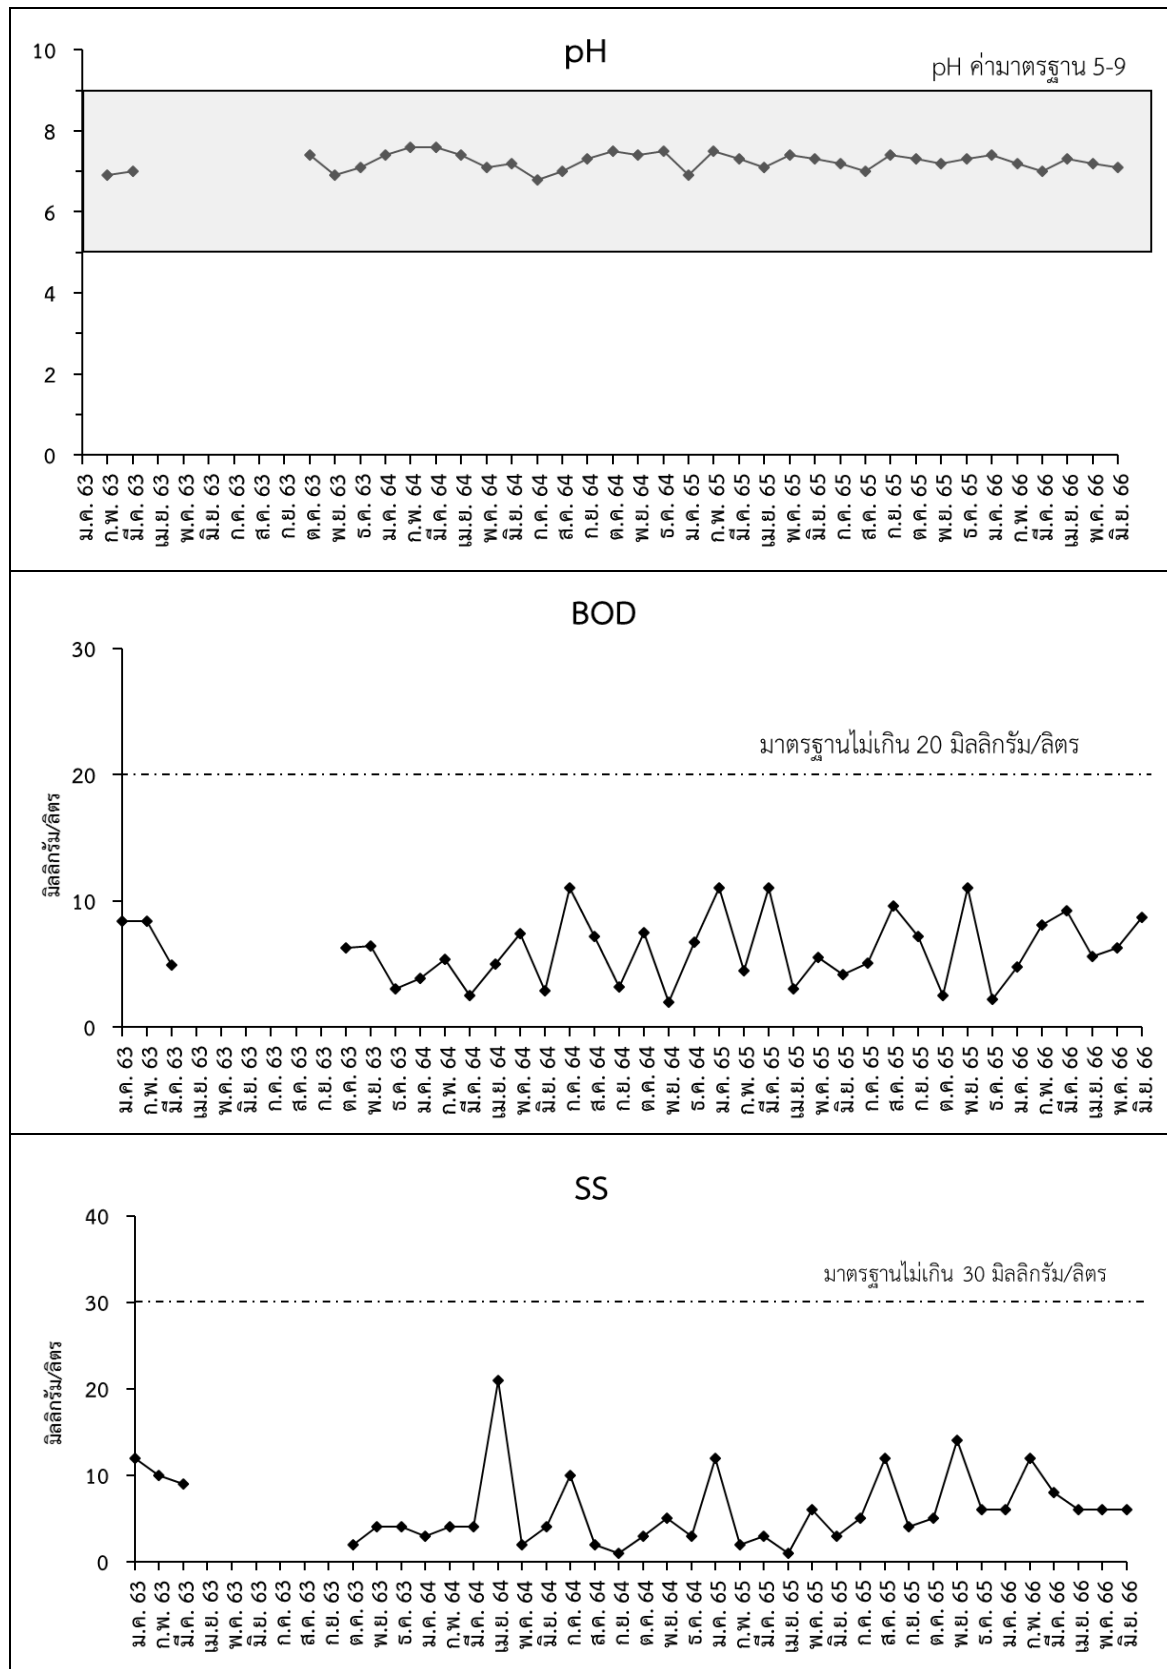 pH
pH ค่ามาตรฐาน 5-9
10
8
6
4
2
0
ม.ค. 63
ก.พ. 63
มี.ค. 63
เม.ย. 63
พ.ค. 63
มิ.ย. 63
ก.ค. 63
ส.ค. 63
ก.ย. 63
ต.ค. 63
พ.ย. 63
ธ.ค. 63
ม.ค. 64
ก.พ. 64
มี.ค. 64
เม.ย. 64
พ.ค. 64
มิ.ย. 64
ก.ค. 64
ส.ค. 64
ก.ย. 64
ต.ค. 64
พ.ย. 64
ธ.ค. 64
ม.ค. 65
ก.พ. 65
มี.ค. 65
เม.ย. 65
พ.ค. 65
มิ.ย. 65
ก.ค. 65
ส.ค. 65
ก.ย. 65
ต.ค. 65
พ.ย. 65
ธ.ค. 65
ม.ค. 66
ก.พ. 66
มี.ค. 66
เม.ย. 66
พ.ค. 66
มิ.ย. 66
BOD
มาตรฐานไม่เกิน 20 มิลลิกรัม/ลิตร
มิลลิกรัม/ลิตร
30
20
10
0
ม.ค. 63
ก.พ. 63
มี.ค. 63
เม.ย. 63
พ.ค. 63
มิ.ย. 63
ก.ค. 63
ส.ค. 63
ก.ย. 63
ต.ค. 63
พ.ย. 63
ธ.ค. 63
ม.ค. 64
ก.พ. 64
มี.ค. 64
เม.ย. 64
พ.ค. 64
มิ.ย. 64
ก.ค. 64
ส.ค. 64
ก.ย. 64
ต.ค. 64
พ.ย. 64
ธ.ค. 64
ม.ค. 65
ก.พ. 65
มี.ค. 65
เม.ย. 65
พ.ค. 65
มิ.ย. 65
ก.ค. 65
ส.ค. 65
ก.ย. 65
ต.ค. 65
พ.ย. 65
ธ.ค. 65
ม.ค. 66
ก.พ. 66
มี.ค. 66
เม.ย. 66
พ.ค. 66
มิ.ย. 66
SS
มาตรฐานไม่เกิน 30 มิลลิกรัม/ลิตร
มิลลิกรัม/ลิตร
40
30
20
10
0
ม.ค. 63
ก.พ. 63
มี.ค. 63
เม.ย. 63
พ.ค. 63
มิ.ย. 63
ก.ค. 63
ส.ค. 63
ก.ย. 63
ต.ค. 63
พ.ย. 63
ธ.ค. 63
ม.ค. 64
ก.พ. 64
มี.ค. 64
เม.ย. 64
พ.ค. 64
มิ.ย. 64
ก.ค. 64
ส.ค. 64
ก.ย. 64
ต.ค. 64
พ.ย. 64
ธ.ค. 64
ม.ค. 65
ก.พ. 65
มี.ค. 65
เม.ย. 65
พ.ค. 65
มิ.ย. 65
ก.ค. 65
ส.ค. 65
ก.ย. 65
ต.ค. 65
พ.ย. 65
ธ.ค. 65
ม.ค. 66
ก.พ. 66
มี.ค. 66
เม.ย. 66
พ.ค. 66
มิ.ย. 66